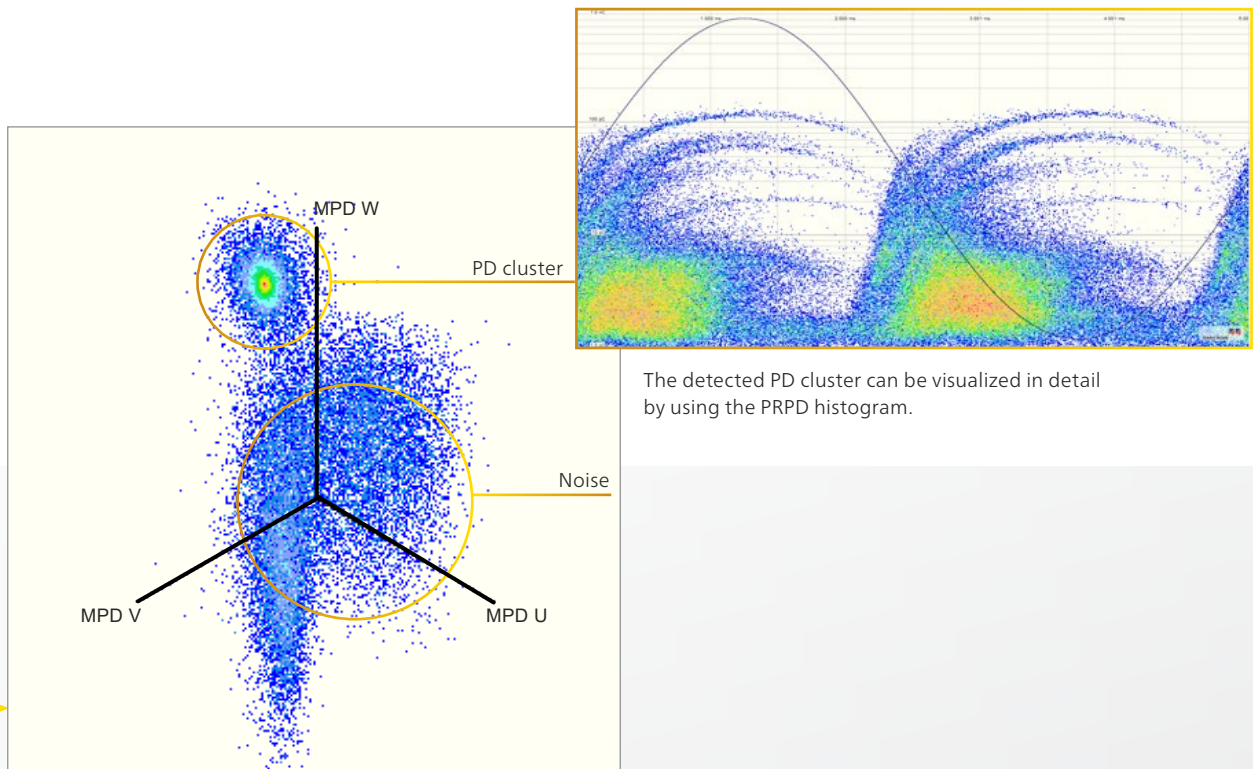 MPD W
PD cluster
Noise
MPD V
MPD U
The detected PD cluster can be visualized in detail
by using the PRPD histogram.